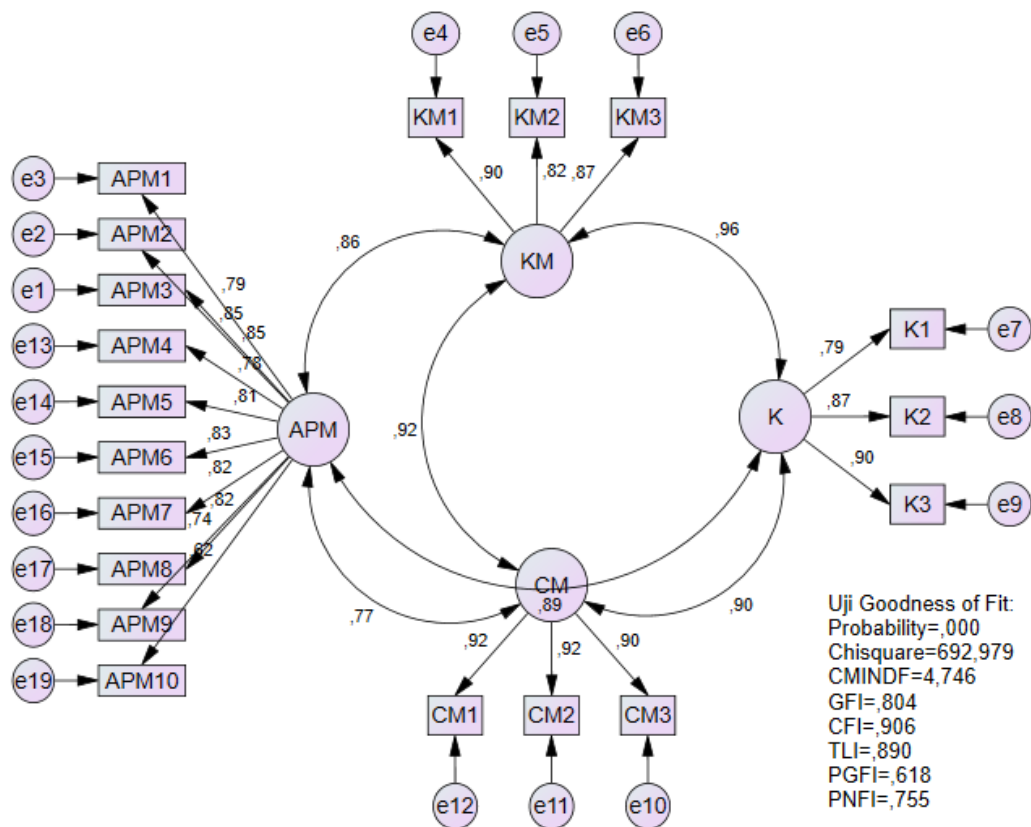 e4
e5
e6
KM1
KM2
KM3
,90
,82
,87
KM
e3
APM1
e2
APM2
e1
APM3
e13
APM4
e14
APM5
e15
APM6
e16
APM7
e17
APM8
e18
APM9
e19
APM10
,79
,85
,85
,78
,81
,83
,82
,82
,74
,62
APM
,86
,96
,92
,77
,89
,90
K
,79
,87
,90
K1
e7
K2
e8
K3
e9
CM
,92
,92
,90
CM1
CM2
CM3
e12
e11
e10
Uji Goodness of Fit:
Probability=,000
Chisquare=692,979
CMINDF=4,746
GFI=,804
CFI=,906
TLI=,890
PGFI=,618
PNFI=,755